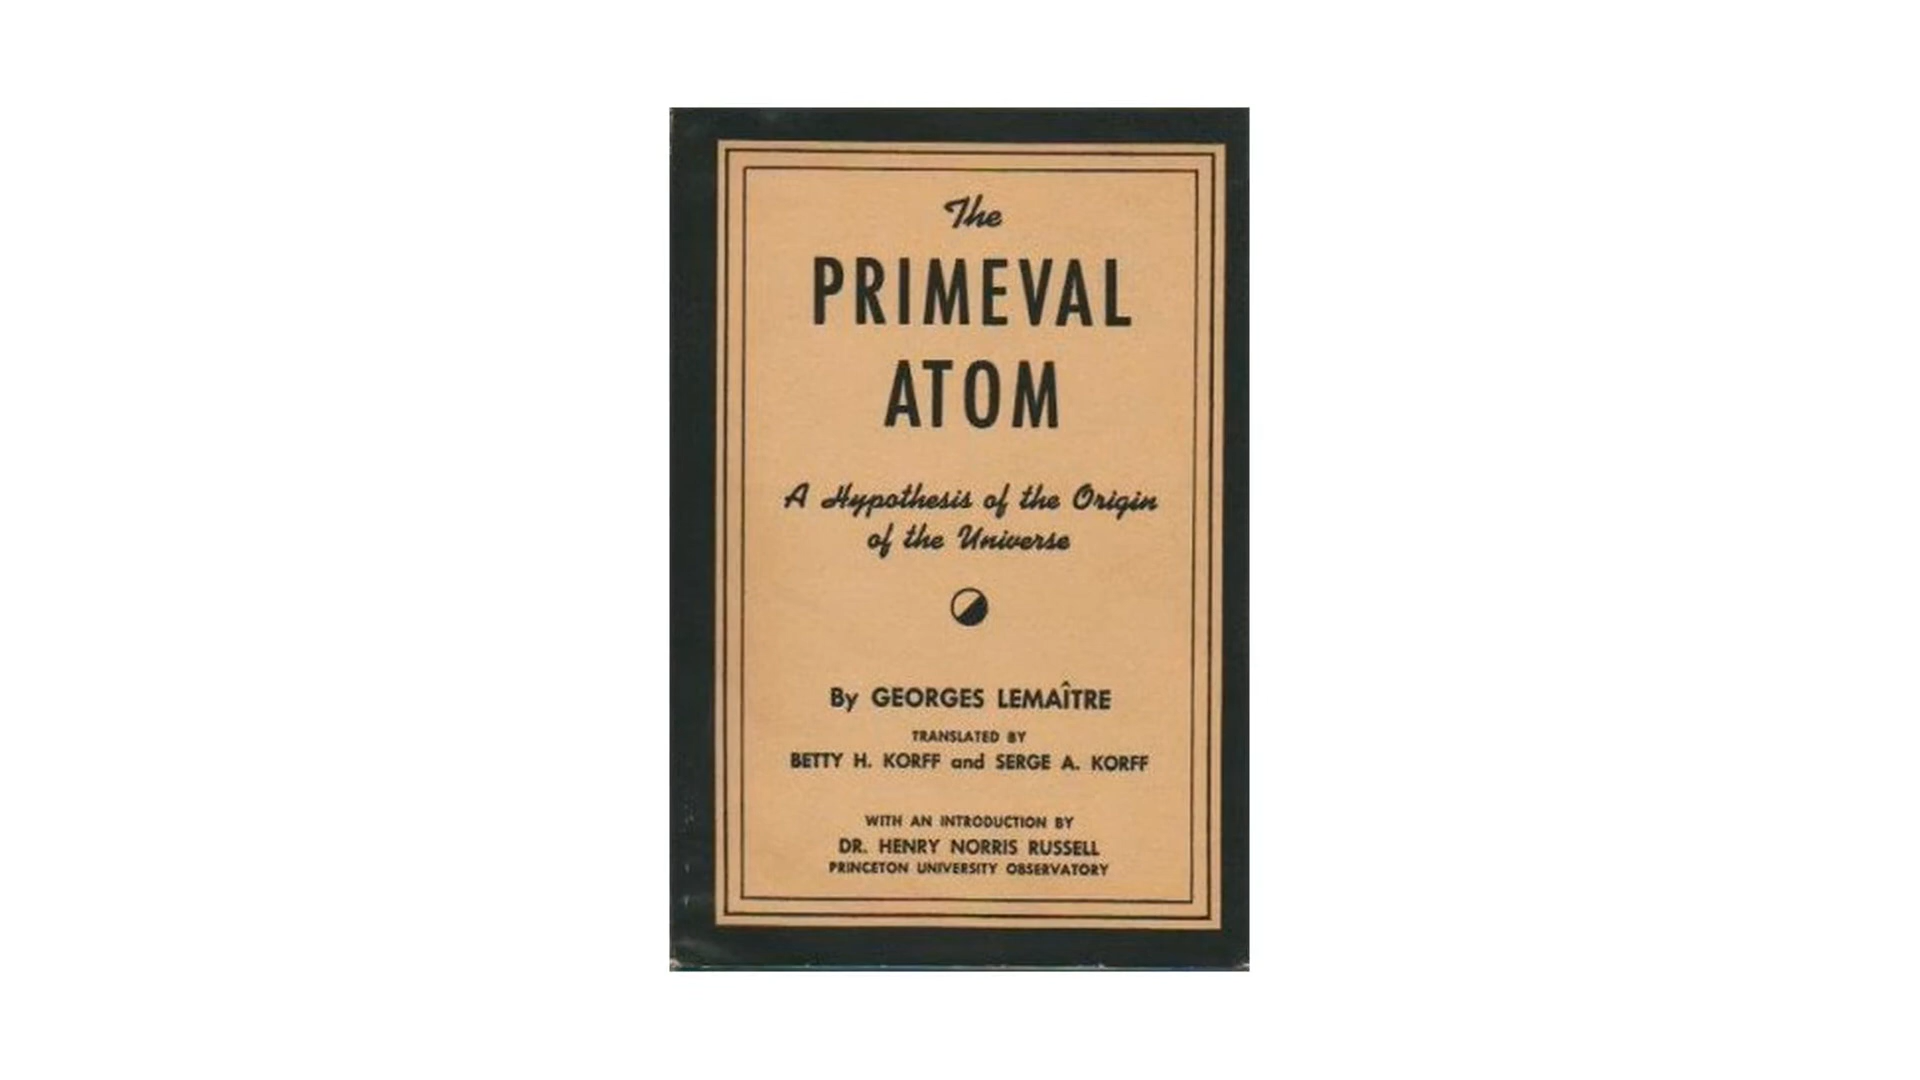 The
PRIMEVAL
ATOM
A Hypothesis of the Origin
of the Universe
By GEORGES LEMAÎTRE
TRANSLATED BY
BETTY H. KORFF and SERGE A. KORFF
WITH AN INTRODUCTION BY
DR. HENRY NORRIS RUSSELL
PRINCETON UNIVERSITY OBSERVATORY